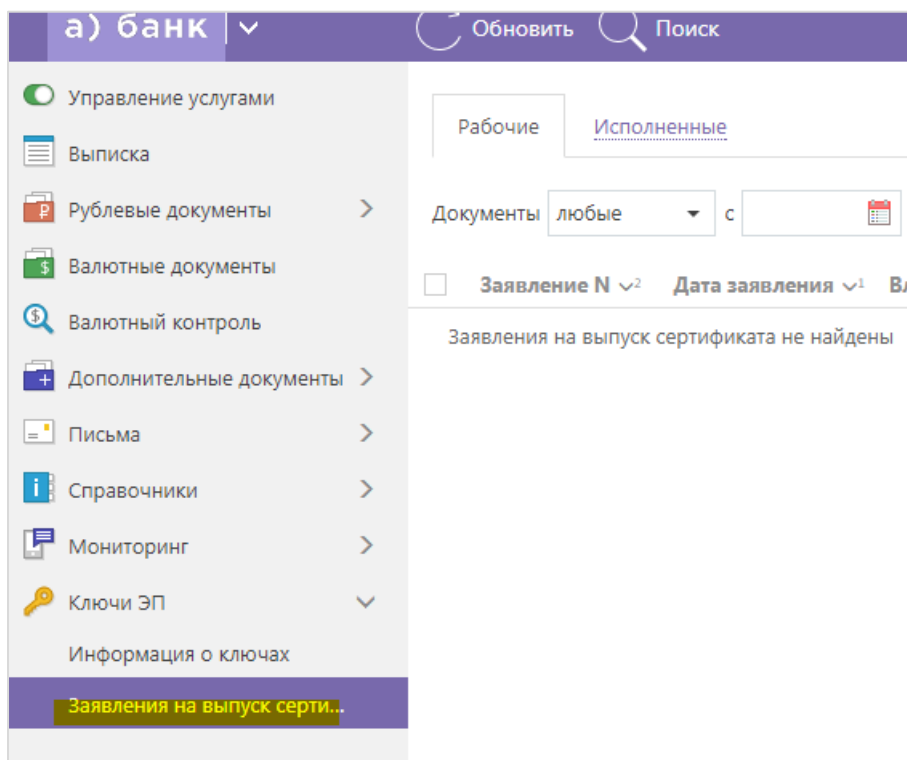 а) банк
Обновить
Поиск
Управление услугами
Выписка
Рублевые документы
Валютные документы
Валютный контроль
Дополнительные документы
Письма
Справочники
Мониторинг
Ключи ЭП
Информация о ключах
Заявления на выпуск серти...
Рабочие
Исполненные
Документы любые с
Заявление N 2 Дата заявления 1
Заявления на выпуск сертификата не найдены